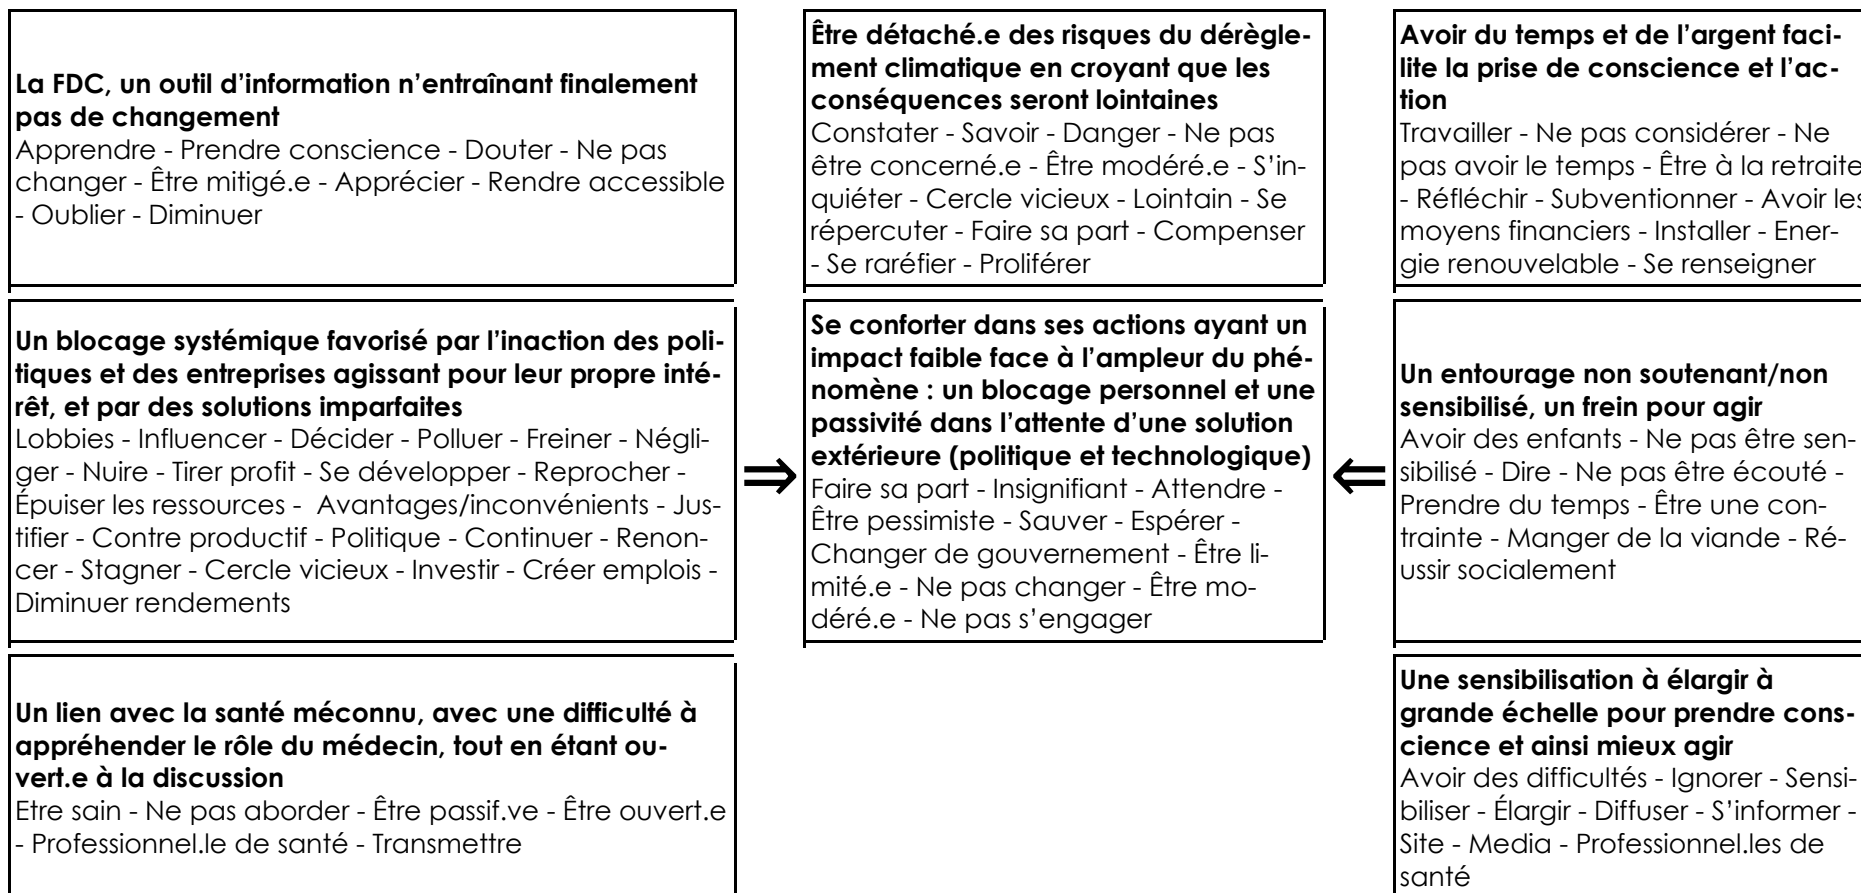 La FDC, un outil d’information n’entraînant finalement
pas de changement
Apprendre - Prendre conscience - Douter - Ne pas
changer - Être mitigé.e - Apprécier - Rendre accessible
- Oublier - Diminuer
Être détaché.e des risques du dérègle-
ment climatique en croyant que les
conséquences seront lointaines
Constater - Savoir - Danger - Ne pas
être concerné.e - Être modéré.e - S’in-
quiéter - Cercle vicieux - Lointain - Se
répercuter - Faire sa part - Compenser
- Se raréfier - Proliférer
Avoir du temps et de l’argent faci-
lite la prise de conscience et l’ac-
tion
Travailler - Ne pas considérer - Ne
pas avoir le temps - Être à la retraite
- Réfléchir - Subventionner - Avoir les
moyens financiers - Installer - Ener-
gie renouvelable - Se renseigner
Un blocage systémique favorisé par l’inaction des poli-
tiques et des entreprises agissant pour leur propre inté-
rêt, et par des solutions imparfaites
Lobbies - Influencer - Décider - Polluer - Freiner - Négli-
ger - Nuire - Tirer profit - Se développer - Reprocher -
Épuiser les ressources - Avantages/inconvénients - Jus-
tifier - Contre productif - Politique - Continuer - Renon-
cer - Stagner - Cercle vicieux - Investir - Créer emplois -
Diminuer rendements
⇒
Se conforter dans ses actions ayant un
impact faible face à l’ampleur du phé-
nomène : un blocage personnel et une
passivité dans l’attente d’une solution
extérieure (politique et technologique)
Faire sa part - Insignifiant - Attendre -
Être pessimiste - Sauver - Espérer -
Changer de gouvernement - Être li-
mité.e - Ne pas changer - Être mo-
déré.e - Ne pas s’engager
⇐
Un entourage non soutenant/non
sensibilisé, un frein pour agir
Avoir des enfants - Ne pas être sen-
sibilisé - Dire - Ne pas être écouté -
Prendre du temps - Être une con-
trainte - Manger de la viande - Ré-
ussir socialement
Un lien avec la santé méconnu, avec une difficulté à
appréhender le rôle du médecin, tout en étant ou-
vert.e à la discussion
Etre sain - Ne pas aborder - Être passif.ve - Être ouvert.e
- Professionnel.le de santé - Transmettre
Une sensibilisation à élargir à
grande échelle pour prendre cons-
cience et ainsi mieux agir
Avoir des difficultés - Ignorer - Sensi-
biliser - Élargir - Diffuser - S’informer -
Site - Media - Professionnel.les de
santé